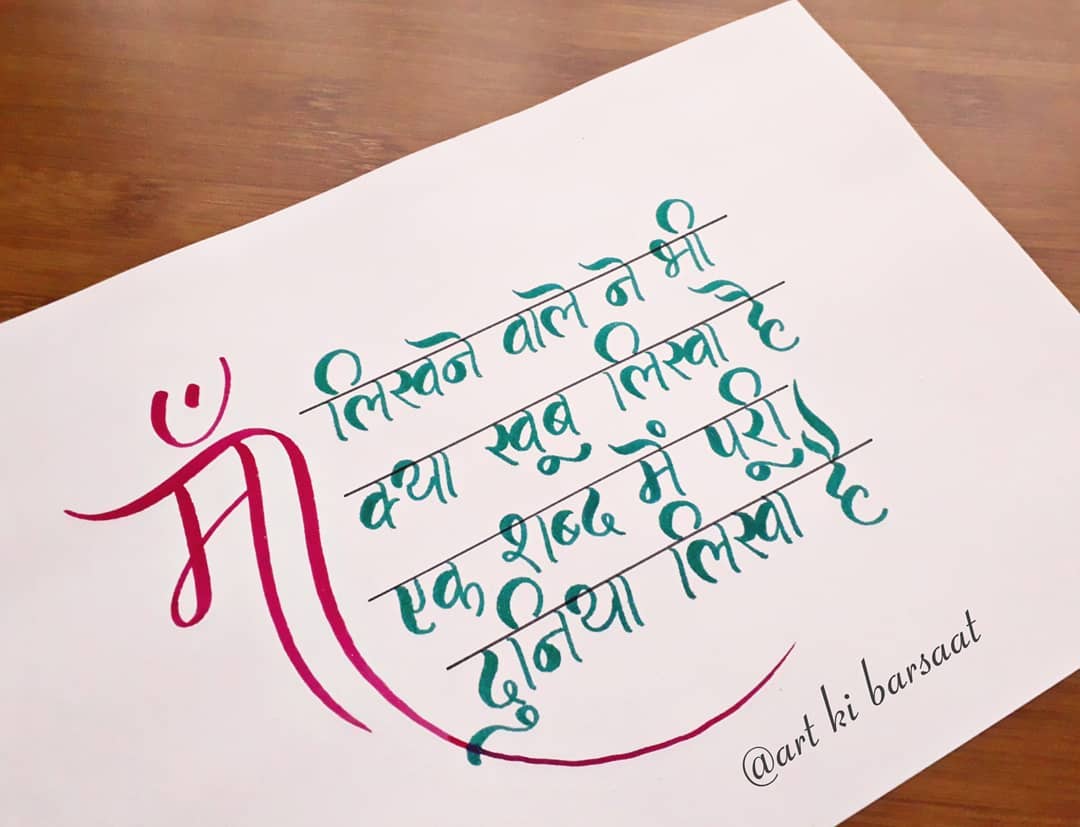 माँ
लिखने वाले ने भी
क्या खूब लिखा है
एक शब्द में पूरी
दुनिया लिखा है
@art ki barsaat